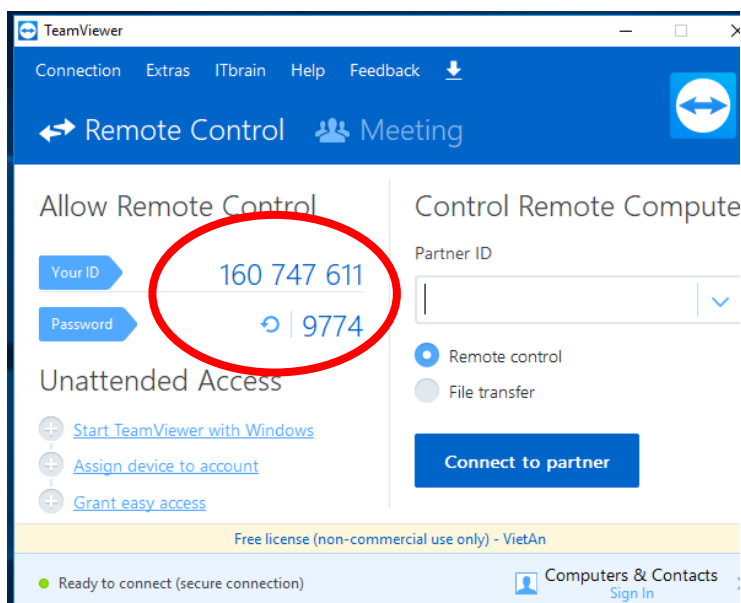 TeamViewer
Connection Extras ITbrain Help Feedback
Remote Control Meeting
Allow Remote Control
Your ID 160 747 611
Password 9774
Unattended Access
Start TeamViewer with Windows
Assign device to account
Grant easy access
Control Remote Compute
Partner ID
Remote control
File transfer
Connect to partner
Free license (non-commercial use only) - VietAn
Ready to connect (secure connection)
Computers & Contacts
Sign In